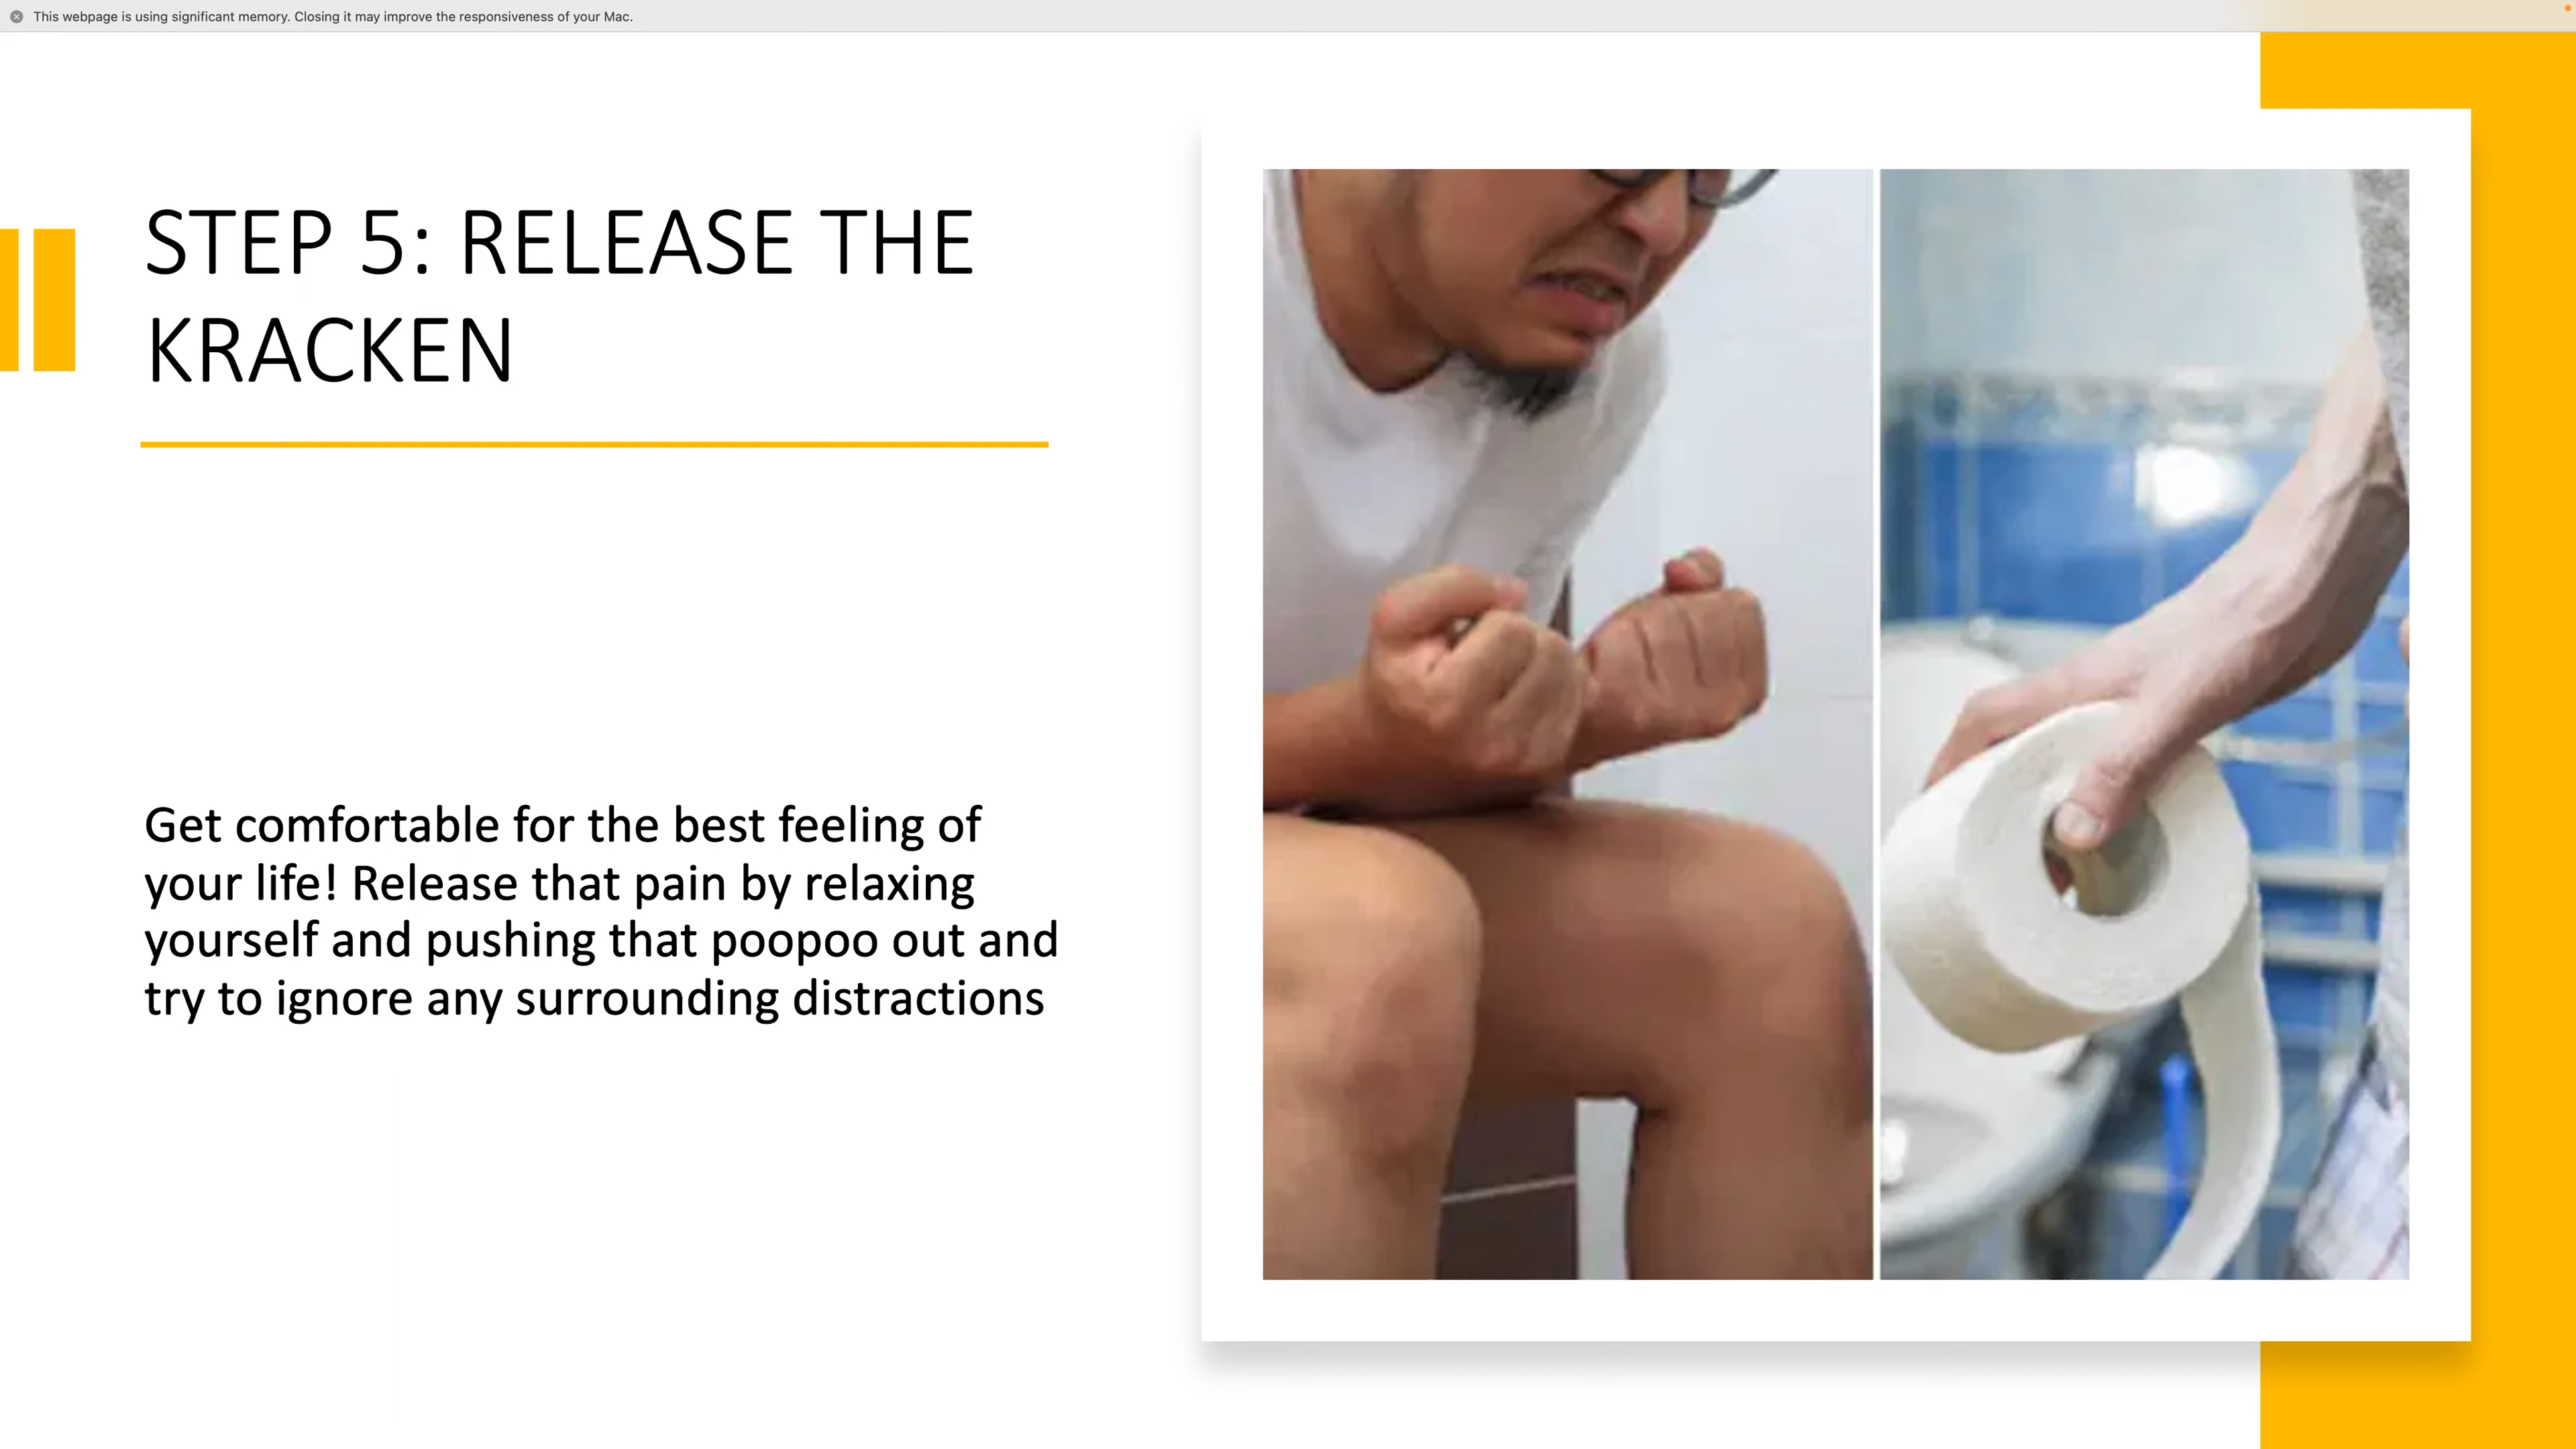 This webpage is using significant memory. Closing it may improve the responsiveness of your Mac.
STEP 5: RELEASE THE
KRACKEN
Get comfortable for the best feeling of
your life! Release that pain by relaxing
yourself and pushing that poopoo out and
try to ignore any surrounding distractions